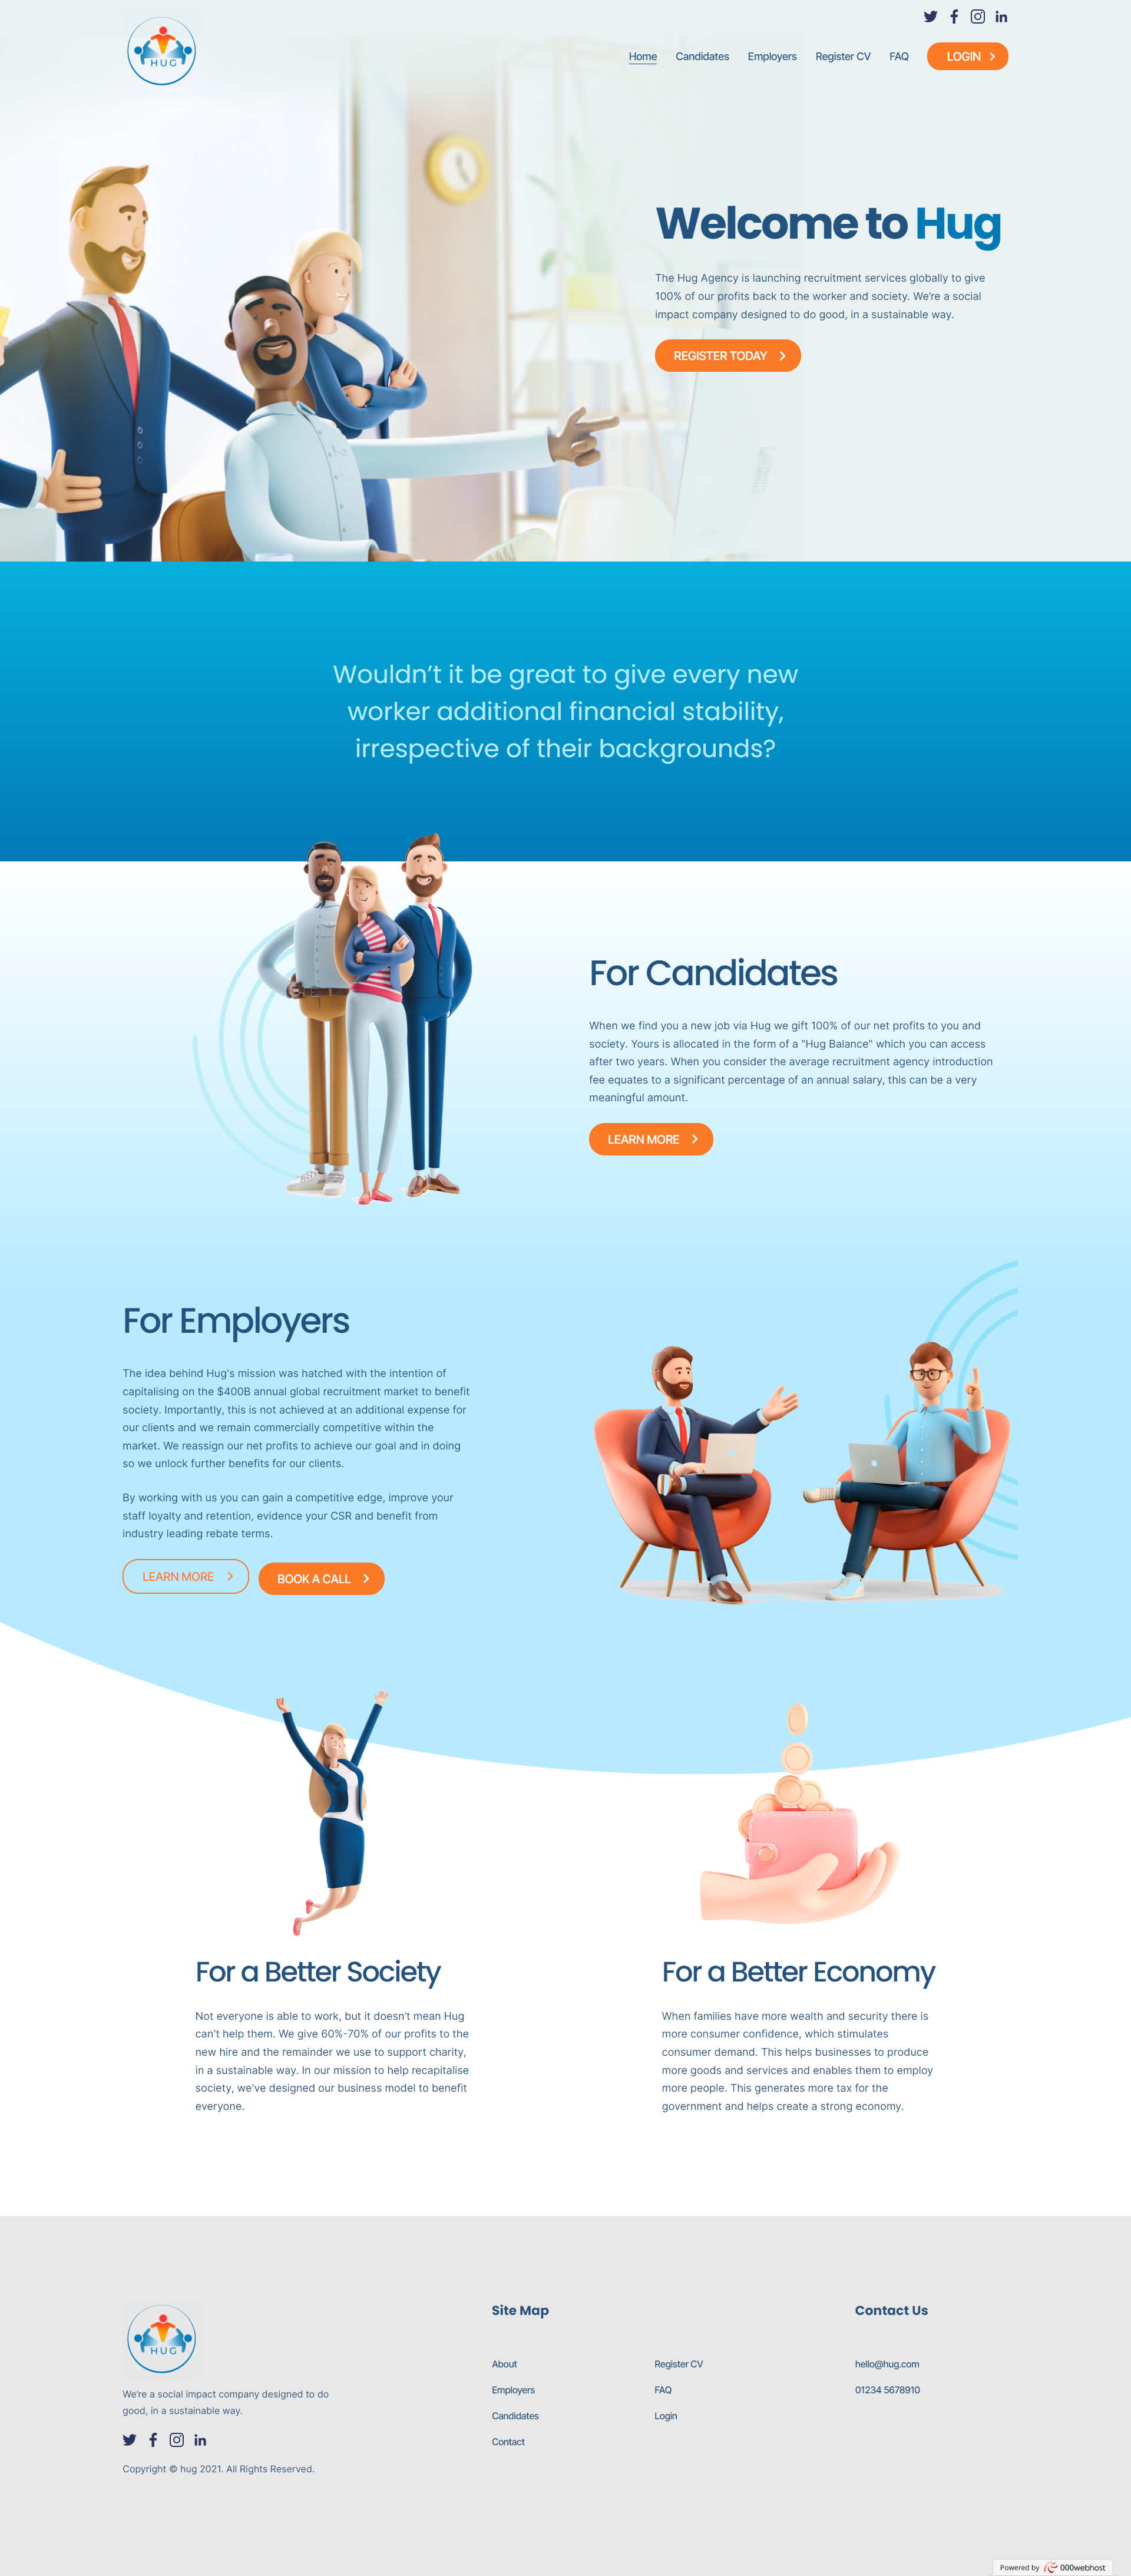 HUG
Home Candidates Employers Register CV FAQ LOGIN
Welcome to Hug
The Hug Agency is launching recruitment services globally to give
100% of our profits back to the worker and society. We're a social
impact company designed to do good, in a sustainable way.
REGISTER TODAY
Wouldn't it be great to give every new
worker additional financial stability,
irrespective of their backgrounds?
For Candidates
When we find you a new job via Hug we gift 100% of our net profits to you and
society. Yours is allocated in the form of a "Hug Balance" which you can access
after two years. When you consider the average recruitment agency introduction
fee equates to a significant percentage of an annual salary, this can be a very
meaningful amount.
LEARN MORE
For Employers
The idea behind Hug's mission was hatched with the intention of
capitalising on the $400B annual global recruitment market to benefit
society. Importantly, this is not achieved at an additional expense for
our clients and we remain commercially competitive within the
market. We reassign our net profits to achieve our goal and in doing
so we unlock further benefits for our clients.
By working with us you can gain a competitive edge, improve your
staff loyalty and retention, evidence your CSR and benefit from
industry leading rebate terms.
LEARN MORE BOOK A CALL
For a Better Society
Not everyone is able to work, but it doesn't mean Hug
can't help them. We give 60%-70% of our profits to the
new hire and the remainder we use to support charity,
in a sustainable way. In our mission to help recapitalise
society, we've designed our business model to benefit
everyone.
For a Better Economy
When families have more wealth and security there is
more consumer confidence, which stimulates
consumer demand. This helps businesses to produce
more goods and services and enables them to employ
more people. This generates more tax for the
government and helps create a strong economy.
HUG
We're a social impact company designed to do
good, in a sustainable way.
Copyright © hug 2021. All Rights Reserved.
Site Map
About
Employers
Candidates
Contact
Register CV
FAQ
Login
Contact Us
hello@hug.com
01234 5678910
Powered by 000webhost